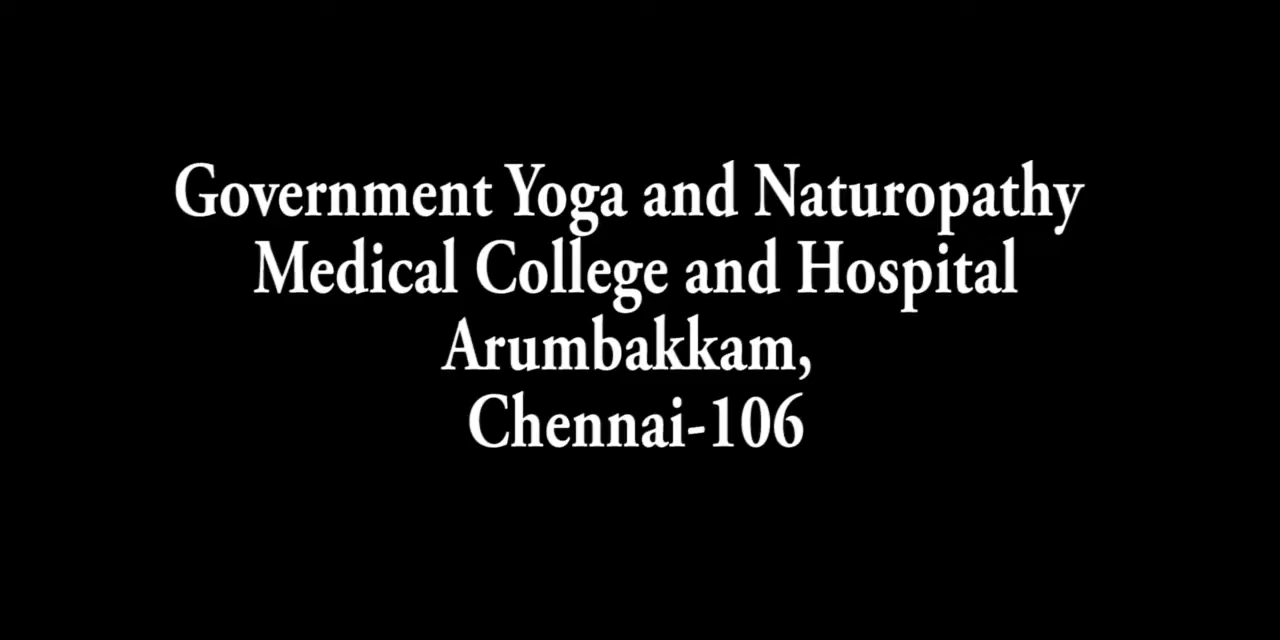 Government Yoga and Naturopathy
Medical College and Hospital
Arumbakkam,
Chennai-106